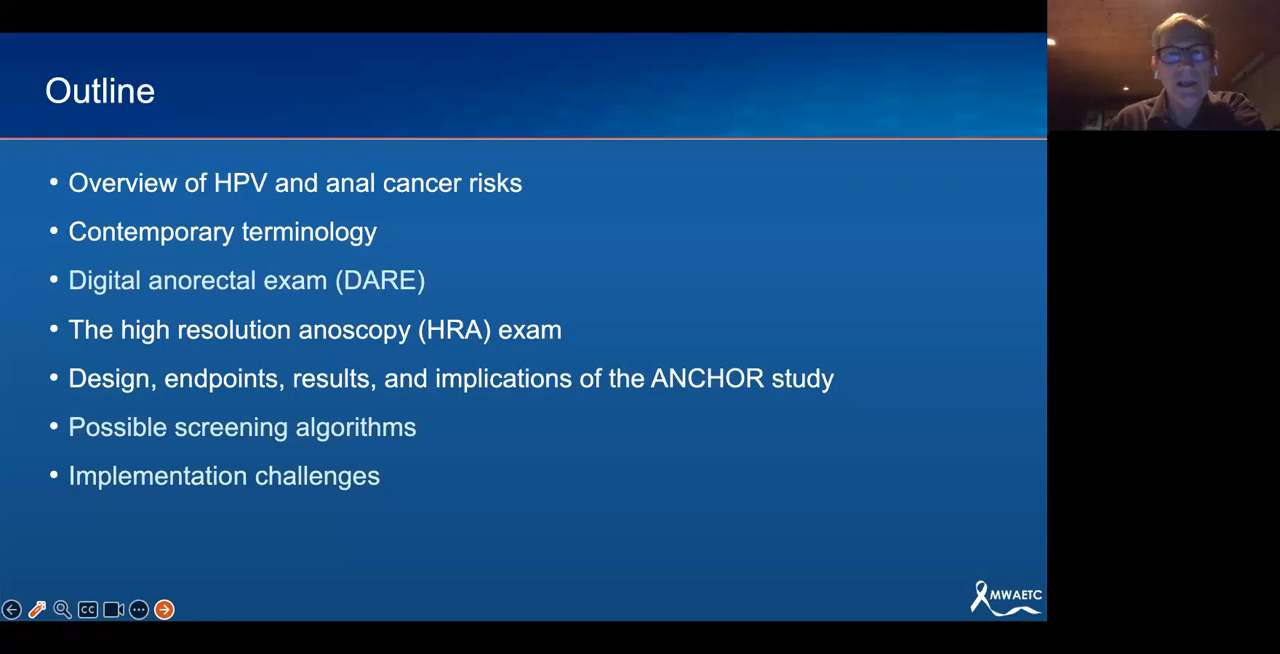 Outline
• Overview of HPV and anal cancer risks
• Contemporary terminology
• Digital anorectal exam (DARE)
• The high resolution anoscopy (HRA) exam
• Design, endpoints, results, and implications of the ANCHOR study
• Possible screening algorithms
• Implementation challenges
CC
MWAETC